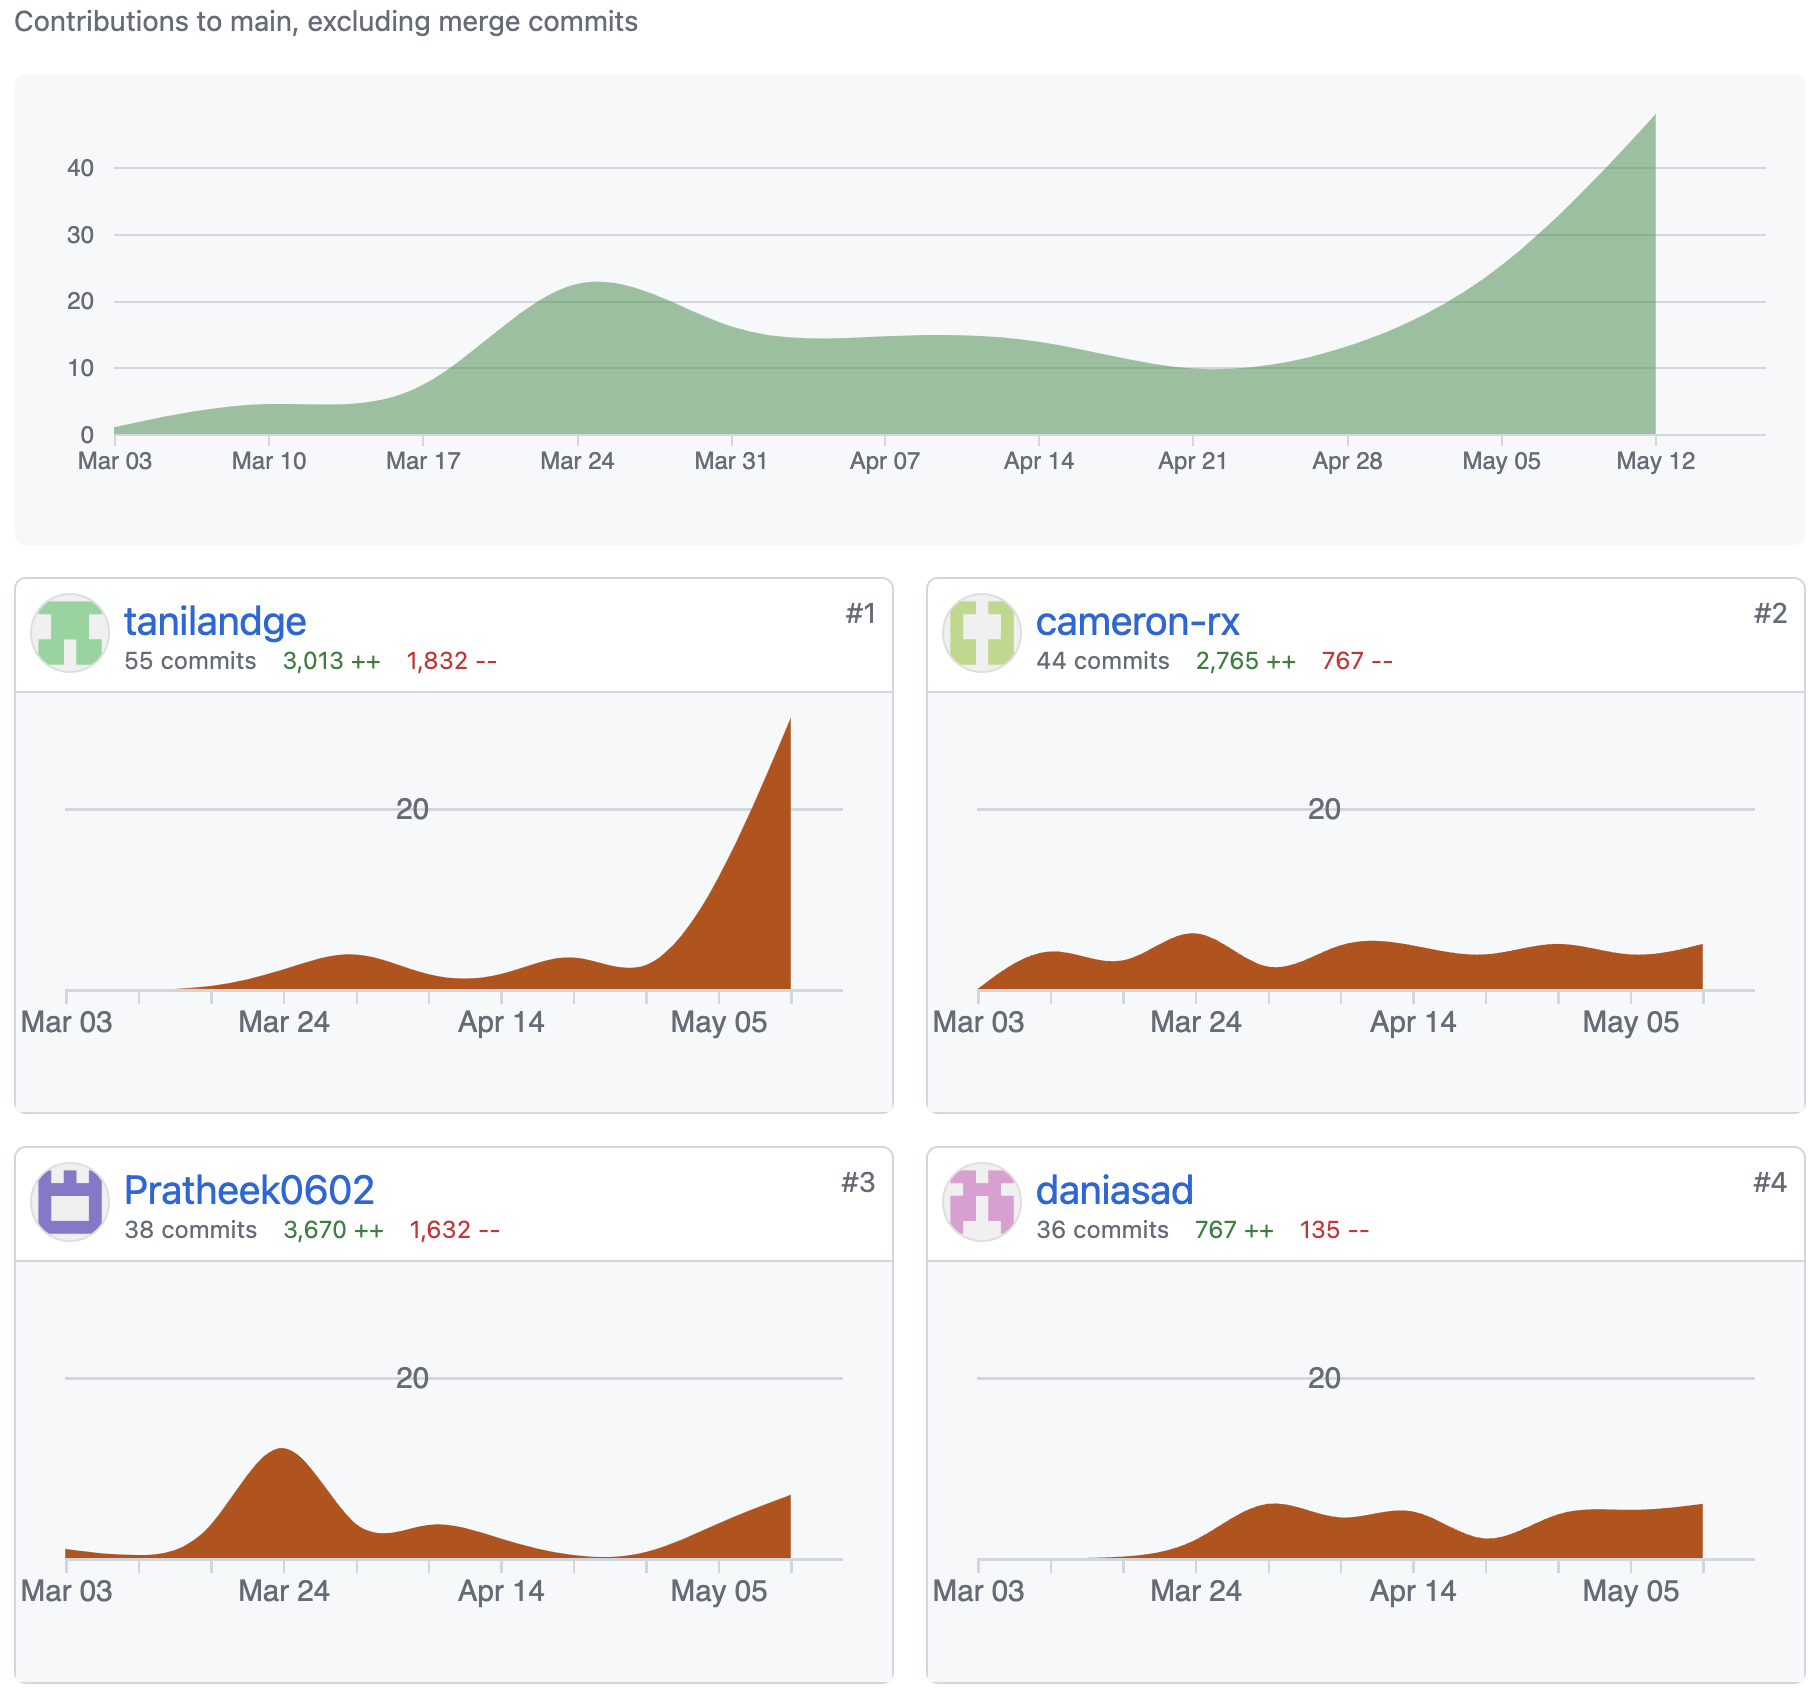 Contributions to main, excluding merge commits
40
30
20
10
0
Mar 03 Mar 10 Mar 17 Mar 24 Mar 31 Apr 07 Apr 14 Apr 21 Apr 28 May 05 May 12
tanilandge #1
55 commits 3,013 ++ 1,832 --
20
Mar 03 Mar 24 Apr 14 May 05
cameron-rx #2
44 commits 2,765 ++ 767 --
20
Mar 03 Mar 24 Apr 14 May 05
Pratheek0602 #3
38 commits 3,670 ++ 1,632 --
20
Mar 03 Mar 24 Apr 14 May 05
daniasad #4
36 commits 767 ++ 135 --
20
Mar 03 Mar 24 Apr 14 May 05